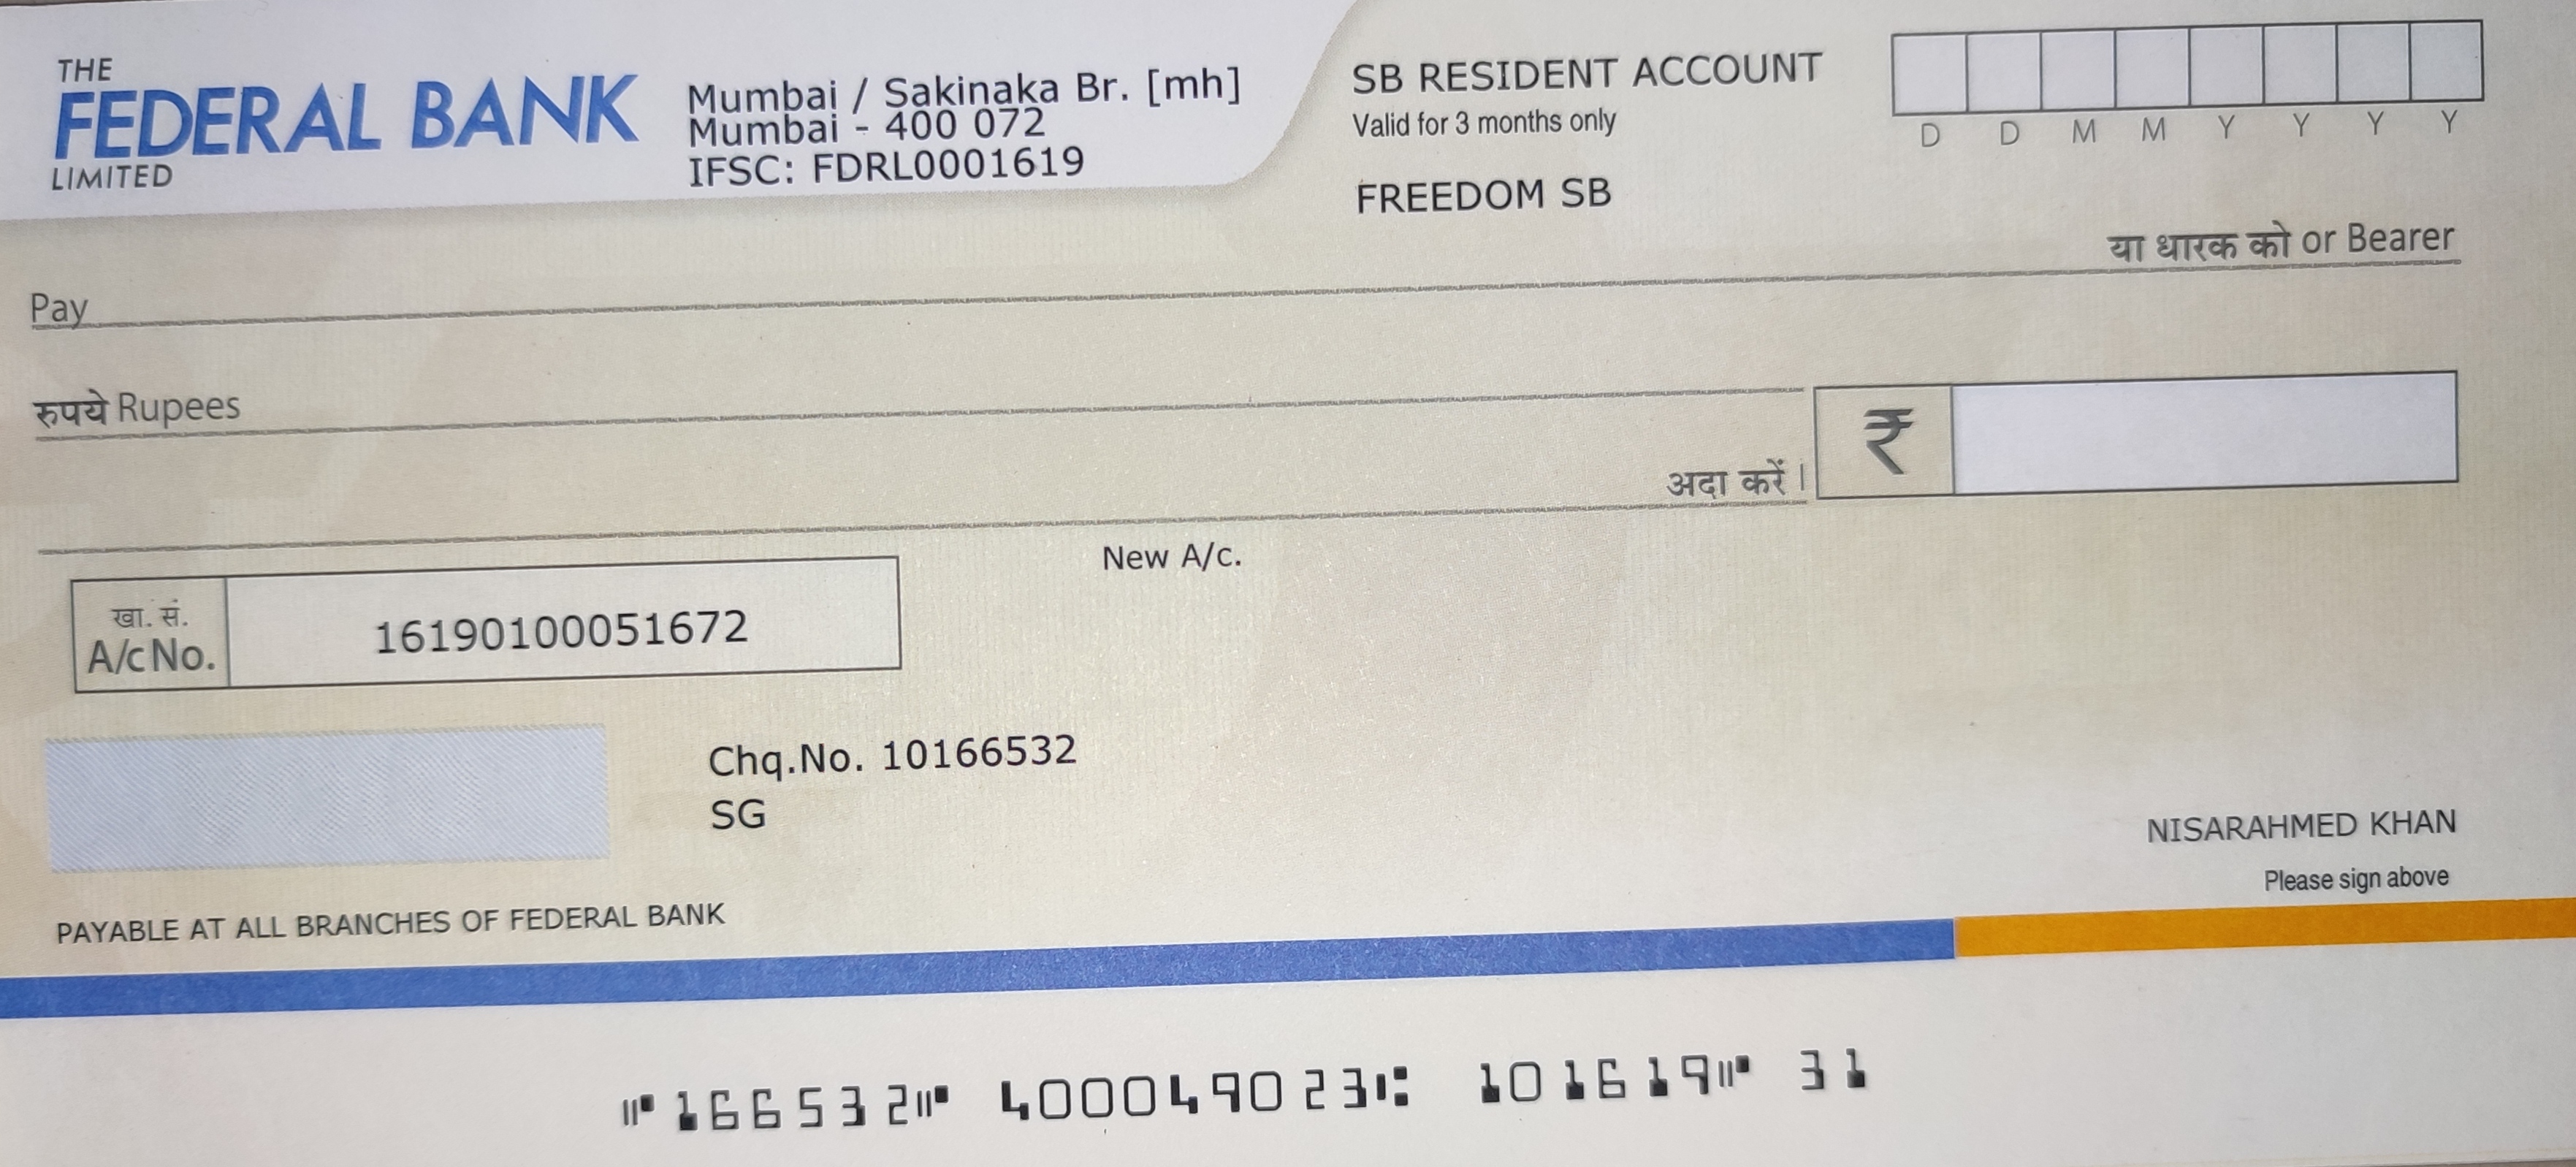 THE
FEDERAL BANK
LIMITED
Mumbai / Sakinaka Br. [mh]
Mumbai - 400 072
IFSC: FDRL0001619
SB RESIDENT ACCOUNT
Valid for 3 months only
FREEDOM SB
D D M M Y Y Y Y
Pay
या धारक को or Bearer
रुपये Rupees
अदा करें।
₹
खा. सं.
A/c No.
16190100051672
New A/c.
Chq.No. 10166532
SG
NISARAHMED KHAN
Please sign above
PAYABLE AT ALL BRANCHES OF FEDERAL BANK
⑈166532⑈ 400049023⑆ 101619⑈ 31